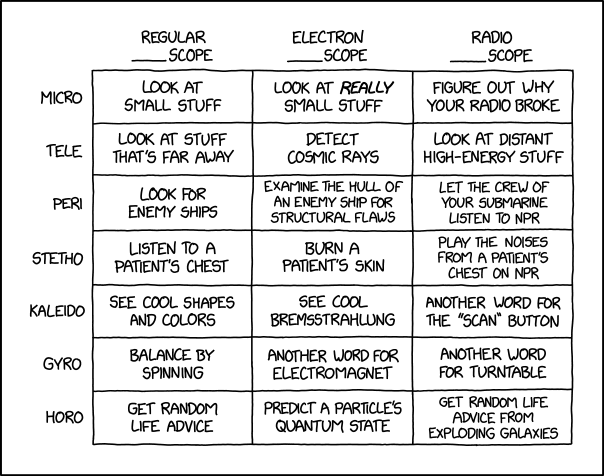 REGULAR
____SCOPE
ELECTRON
____SCOPE
RADIO
____SCOPE
MICRO
LOOK AT
SMALL STUFF
LOOK AT REALLY
SMALL STUFF
FIGURE OUT WHY
YOUR RADIO BROKE
TELE
LOOK AT STUFF
THAT'S FAR AWAY
DETECT
COSMIC RAYS
LOOK AT DISTANT
HIGH-ENERGY STUFF
PERI
LOOK FOR
ENEMY SHIPS
EXAMINE THE HULL OF
AN ENEMY SHIP FOR
STRUCTURAL FLAWS
LET THE CREW OF
YOUR SUBMARINE
LISTEN TO NPR
STETHO
LISTEN TO A
PATIENT'S CHEST
BURN A
PATIENT'S SKIN
PLAY THE NOISES
FROM A PATIENT'S
CHEST ON NPR
KALEIDO
SEE COOL SHAPES
AND COLORS
SEE COOL
BREMSSTRAHLUNG
ANOTHER WORD FOR
THE "SCAN" BUTTON
GYRO
BALANCE BY
SPINNING
ANOTHER WORD FOR
ELECTROMAGNET
ANOTHER WORD
FOR TURNTABLE
HORO
GET RANDOM
LIFE ADVICE
PREDICT A PARTICLE'S
QUANTUM STATE
GET RANDOM LIFE
ADVICE FROM
EXPLODING GALAXIES